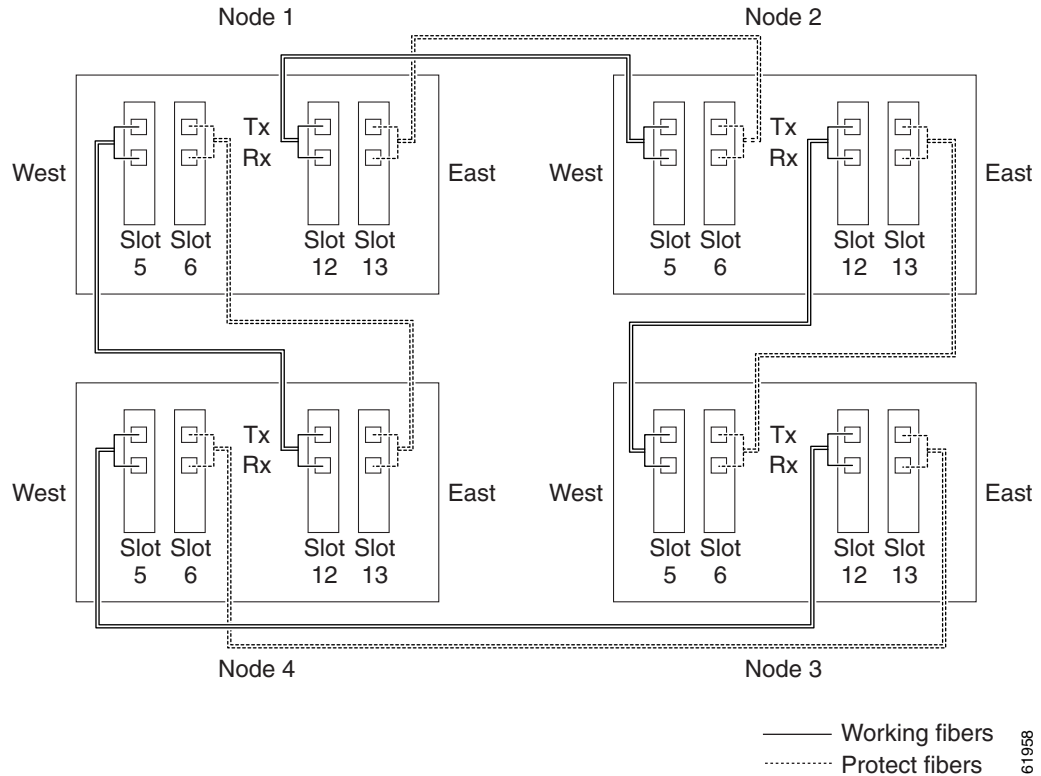 Node 1
Node 2
Tx
Rx
Tx
Rx
West
East
West
East
Slot
5
Slot
6
Slot
12
Slot
13
Slot
5
Slot
6
Slot
12
Slot
13
Tx
Rx
Tx
Rx
West
East
West
East
Slot
5
Slot
6
Slot
12
Slot
13
Slot
5
Slot
6
Slot
12
Slot
13
Node 4
Node 3
Working fibers
Protect fibers
61958